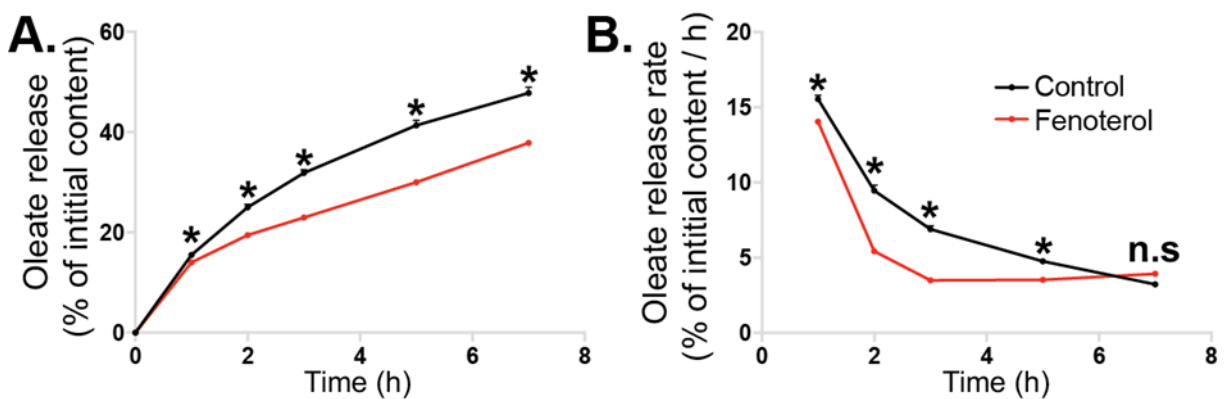 A.
Oleate release
(% of intitial content)
60
40
20
0
0 2 4 6 8
Time (h)
* * * * *
B.
Oleate release rate
(% of intitial content / h)
20
15
10
5
0
0 2 4 6 8
Time (h)
* * * * n.s
Control
Fenoterol